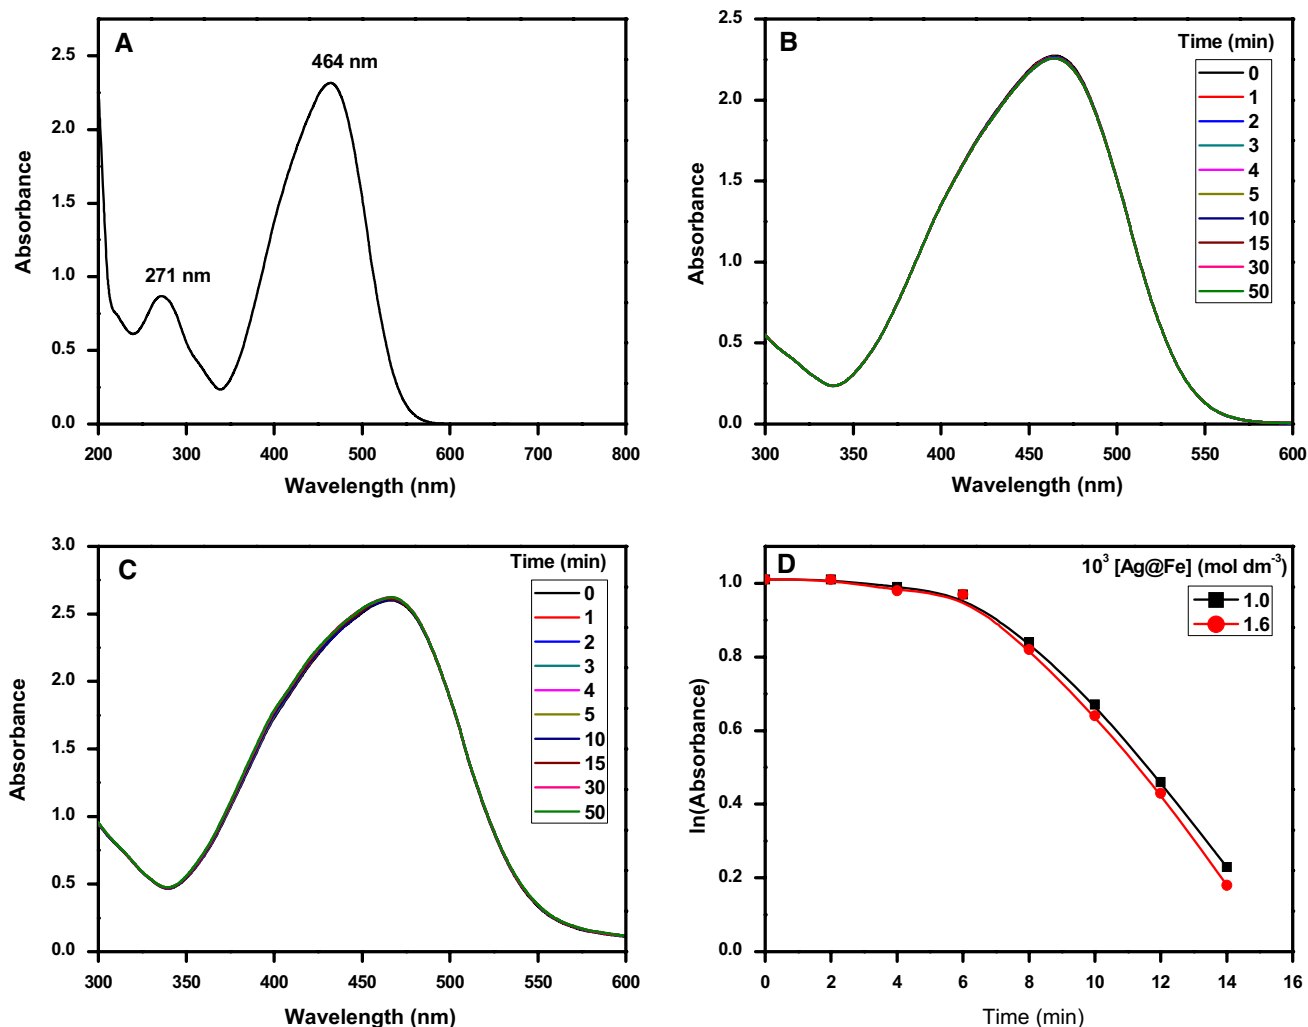 A
464 nm
271 nm
2.5
2.0
1.5
1.0
0.5
0.0
Absorbance
200 300 400 500 600 700 800
Wavelength (nm)
B
Time (min)
0
1
2
3
4
5
10
15
30
50
2.5
2.0
1.5
1.0
0.5
0.0
Absorbance
300 350 400 450 500 550 600
Wavelength (nm)
C
Time (min)
0
1
2
3
4
5
10
15
30
50
3.0
2.5
2.0
1.5
1.0
0.5
0.0
Absorbance
300 350 400 450 500 550 600
Wavelength (nm)
D
10³ [Ag@Fe] (mol dm⁻³)
1.0
1.6
1.0
0.8
0.6
0.4
0.2
0.0
ln(Absorbance)
0 2 4 6 8 10 12 14 16
Time (min)